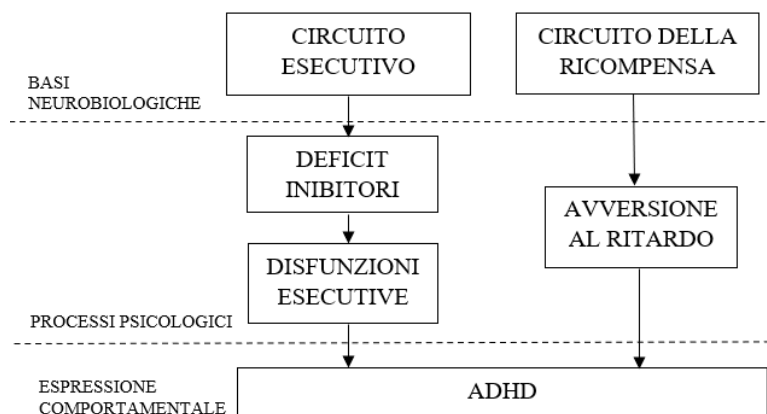 CIRCUITO
ESECUTIVO
CIRCUITO DELLA
RICOMPENSA
BASI
NEUROBIOLOGICHE
DEFICIT
INIBITORI
AVVERSIONE
AL RITARDO
DISFUNZIONI
ESECUTIVE
PROCESSI PSICOLOGICI
ESPRESSIONE
COMPORTAMENTALE
ADHD